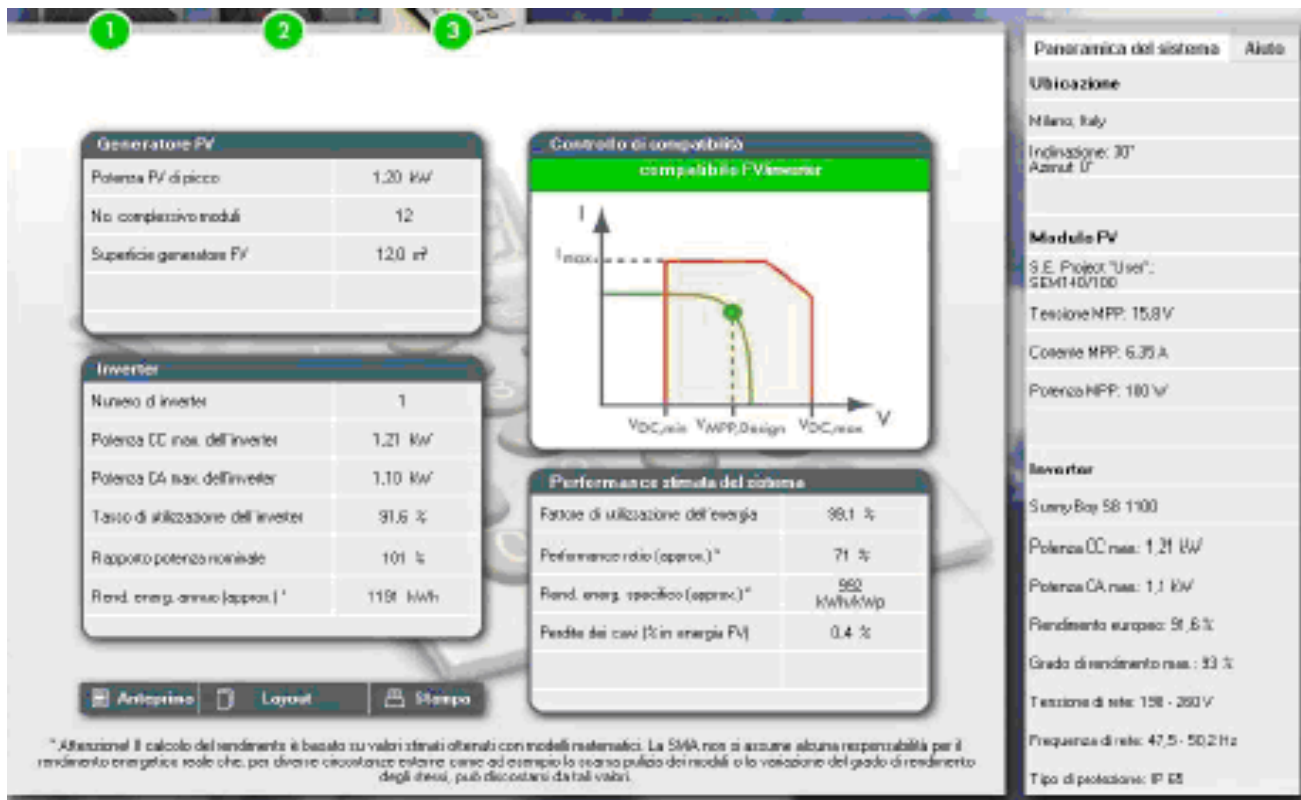 1
2
3
Generatore FV
Potenza FV di picco 1,20 kW
No. complessivo moduli 12
Superficie generatore FV 12,0 m²
Inverter
Numero di inverter 1
Potenza CC max. dell'inverter 1,21 kW
Potenza CA max. dell'inverter 1,10 kW
Tasso di utilizzazione dell'inverter 91,6 %
Rapporto potenza nominale 101 %
Rend. energ. annuo (approx.) * 1191 kWh
Anteprima
Layout
Stampa
Controllo di compatibilità
compatibile FV/inverter
I
Imax
VDC,min VMPP,Design VDC,max V
Performance stimata del sistema
Fattore di utilizzazione dell'energia %
Performance ratio (approx.) * 71 %
Rend. energ. specifico (approx.) * 992 kWh/kWp
Perdite dei cavi (% in energia FV) 0,4 %
* Attenzione! Il calcolo del rendimento è basato su valori stimati ottenuti con modelli matematici. La SMA non si assume alcuna responsabilità per il
rendimento energetico reale che, per diverse circostanze esterne come ad esempio la scarsa pulizia dei moduli o la variazione del grado di rendimento
degli stessi, può discostarsi da tali valori.
Panoramica del sistema Aiuto
Ubicazione
Milano, Italy
Inclinazione: 30°
Azimut: 0°
Modulo FV
S.E. Project "User":
SEM140/100
Tensione MPP: 15,8 V
Corrente MPP: 6,35 A
Potenza MPP: 100 W
Inverter
Sunny Boy SB 1100
Potenza CC max: 1,21 kW
Potenza CA max: 1,1 kW
Rendimento europeo: 91,6 %
Grado di rendimento max.: 93 %
Tensione di rete: 198 - 260 V
Frequenza di rete: 47,5 - 50,2 Hz
Tipo di protezione: IP 65